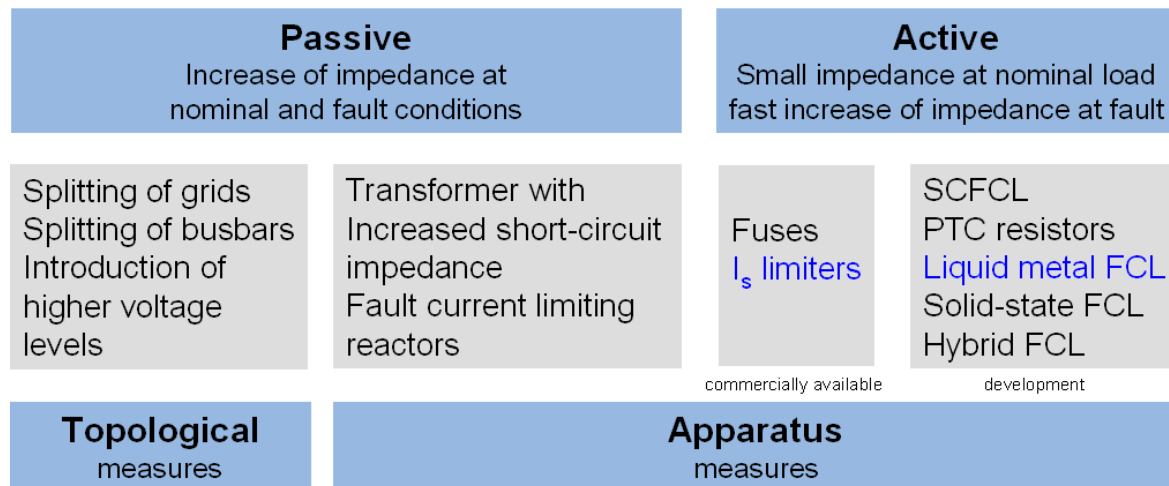 Passive
Increase of impedance at
nominal and fault conditions
Active
Small impedance at nominal load
fast increase of impedance at fault
Splitting of grids
Splitting of busbars
Introduction of
higher voltage
levels
Transformer with
Increased short-circuit
impedance
Fault current limiting
reactors
Fuses
Is limiters
SCFCL
PTC resistors
Liquid metal FCL
Solid-state FCL
Hybrid FCL
commercially available
development
Topological
measures
Apparatus
measures